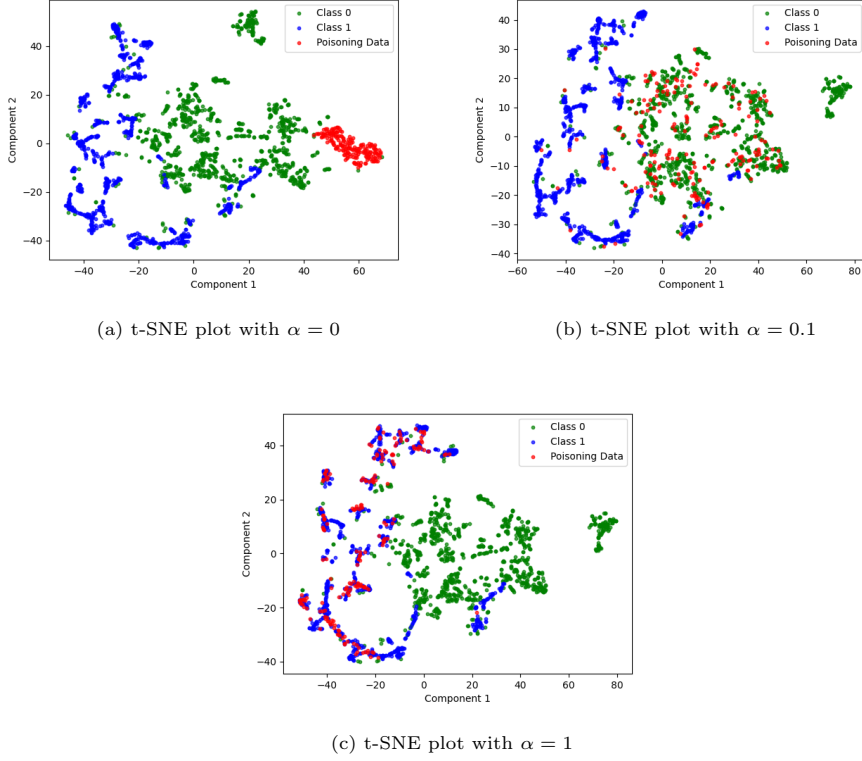 Class 0
Class 1
Poisoning Data
Component 2
40
20
0
−20
−40
−40
−20
0
20
40
60
Component 1
(a) t-SNE plot with α = 0
Class 0
Class 1
Poisoning Data
Component 2
40
30
20
10
0
−10
−20
−30
−40
−60
−40
−20
0
20
40
60
80
Component 1
(b) t-SNE plot with α = 0.1
Class 0
Class 1
Poisoning Data
Component 2
40
20
0
−20
−40
−40
−20
0
20
40
60
80
Component 1
(c) t-SNE plot with α = 1